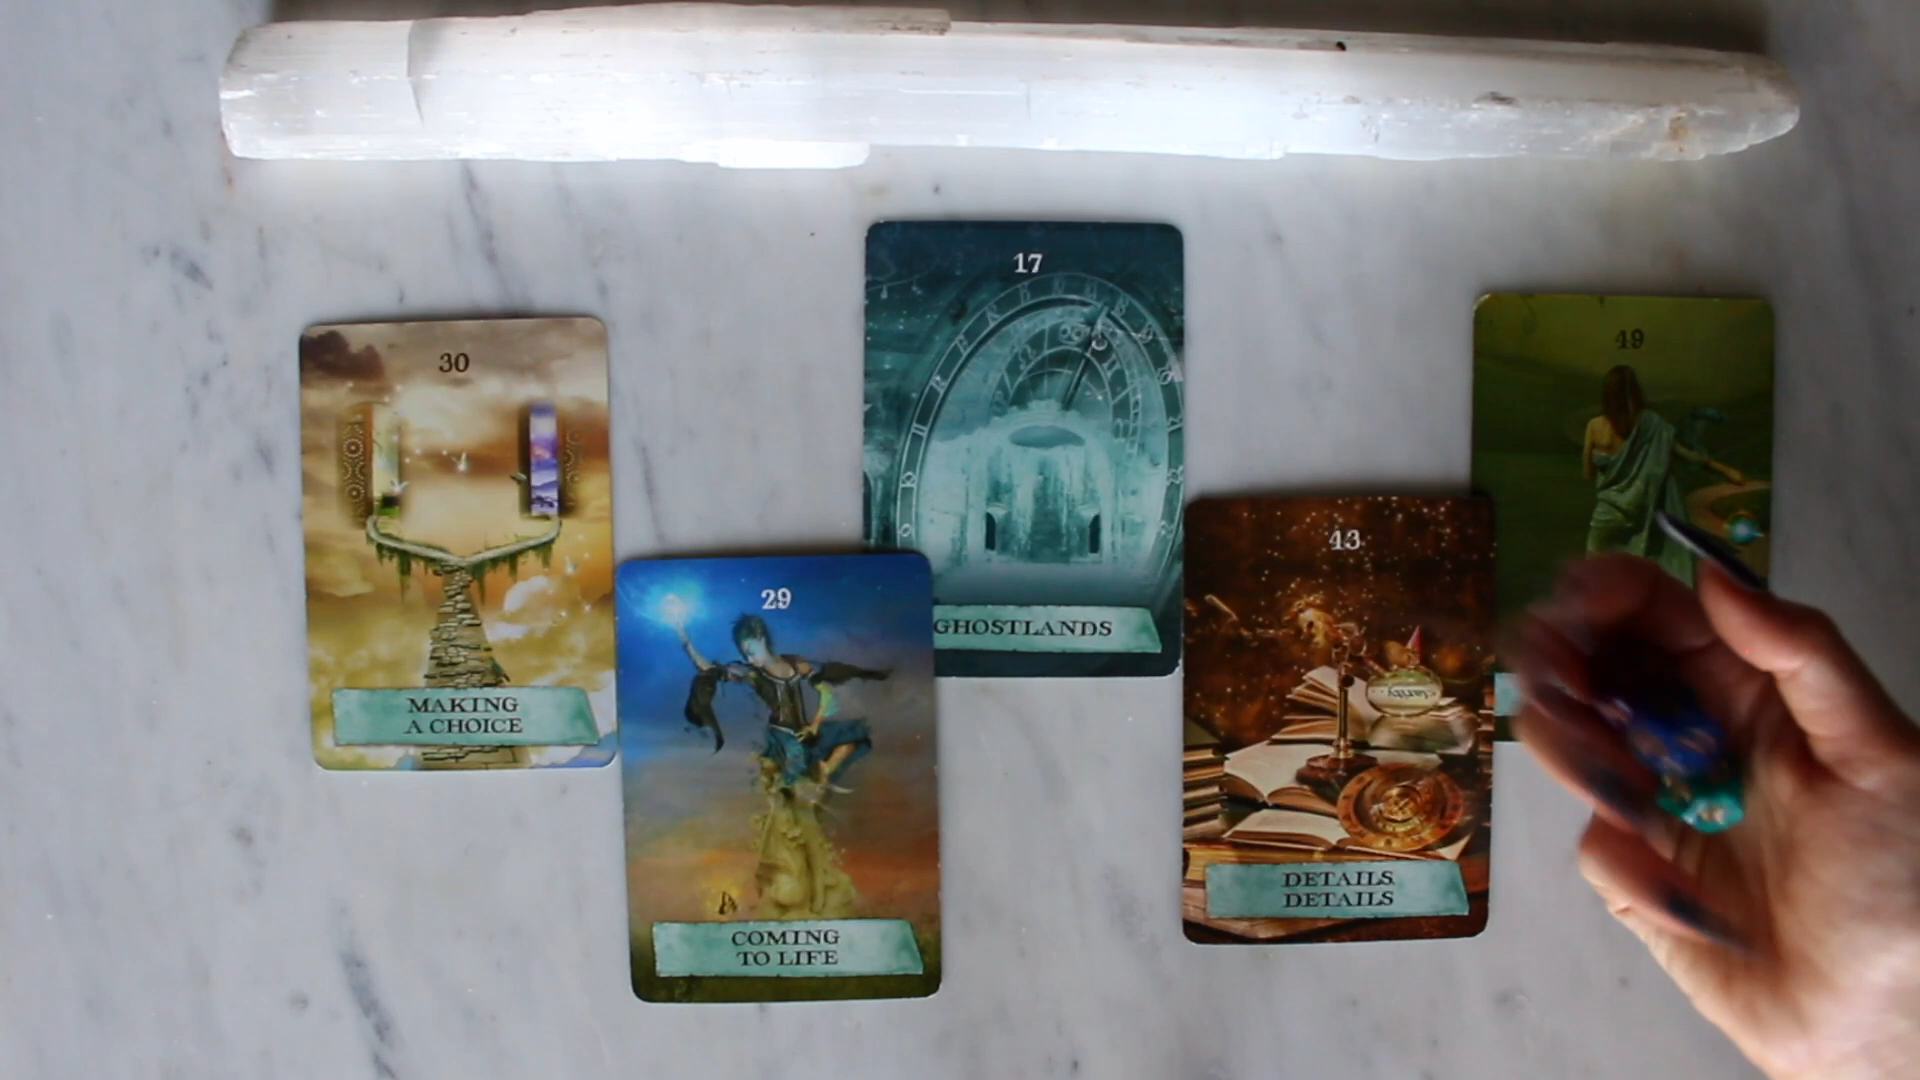 30
MAKING
A CHOICE
29
COMING
TO LIFE
17
GHOSTLANDS
43
DETAILS
DETAILS
49